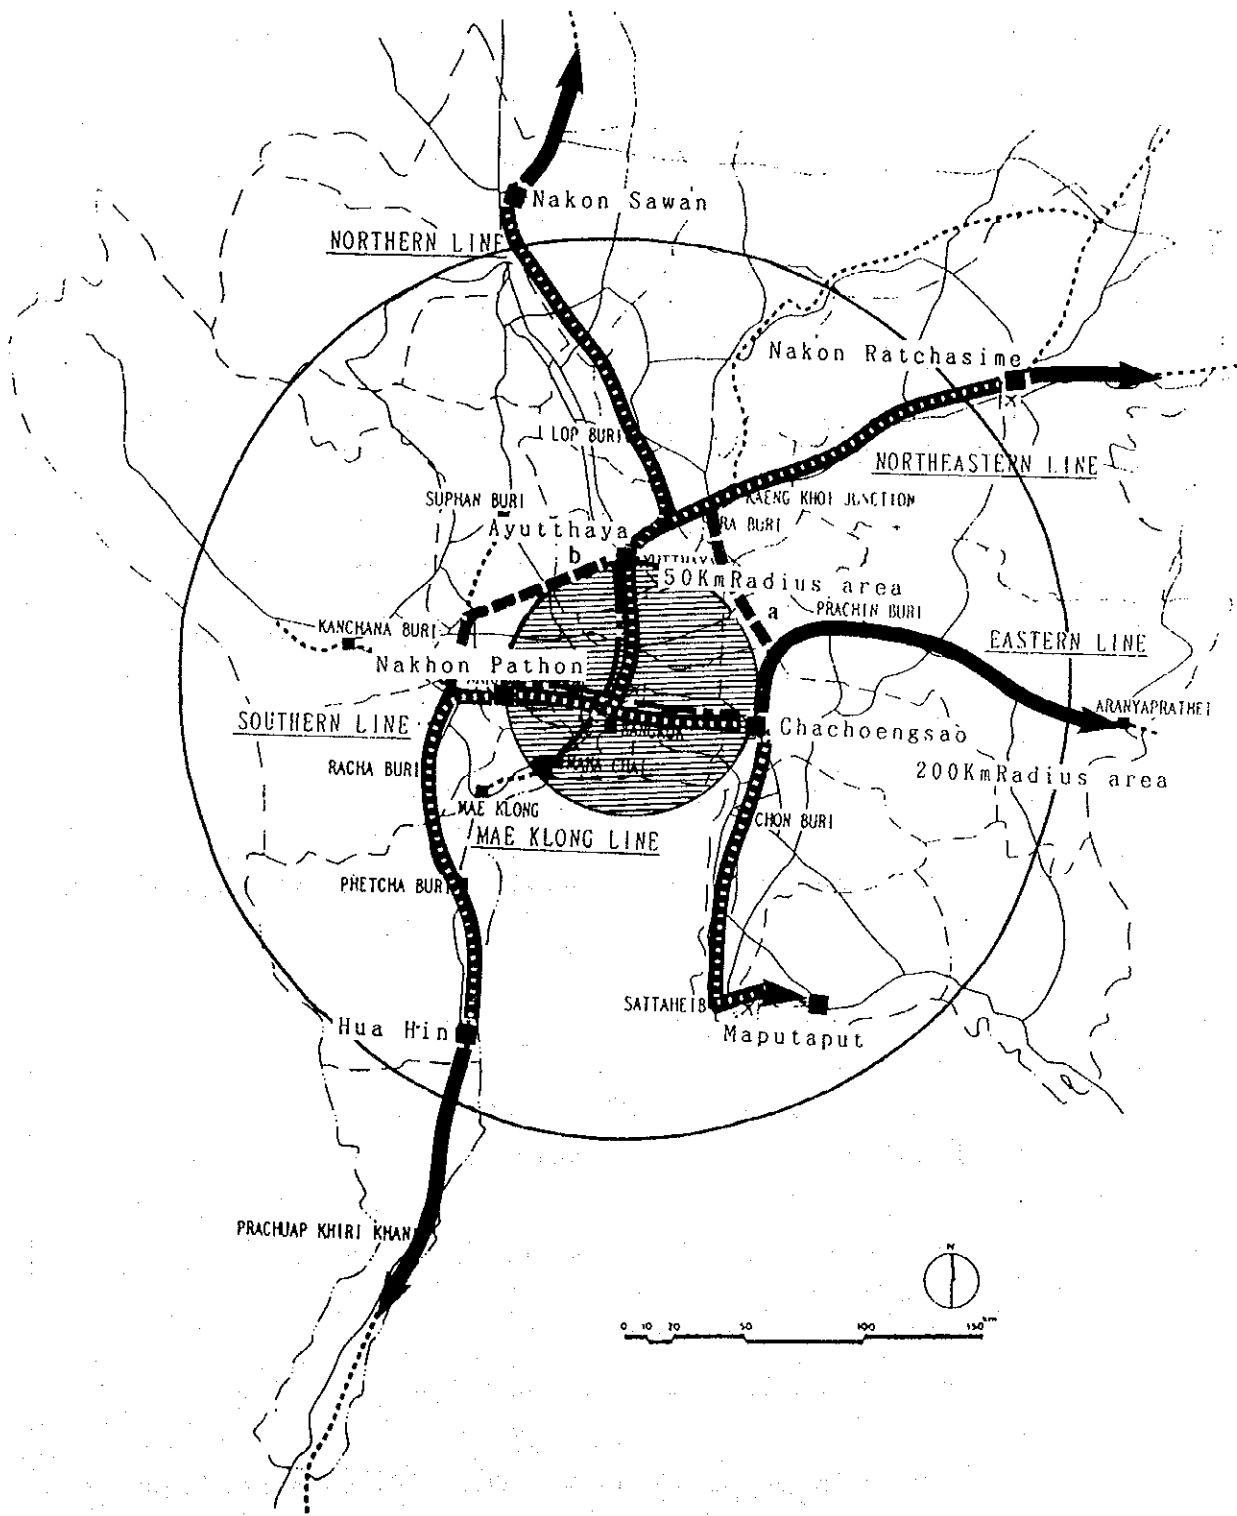 Nakon Sawan
NORTHERN LINE
Nakon Ratchasime
LOP BURI
NORTHEASTERN LINE
SUPHAN BURI
KAENG KHOI JUNCTION
Ayutthaya
RA BURI
b
50KmRadius area
a
PRACHIN BURI
KANCHANA BURI
EASTERN LINE
Nakhon Pathon
ARANYAPRATHET
SOUTHERN LINE
BANGKOK
Chachoengsao
RACHA BURI
200KmRadius area
MAE KLONG
CHON BURI
MAE KLONG LINE
PHETCHA BURI
SATTAHEIB
Hua Hin
Maputaput
PRACHUAP KHIRI KHAN
N
0 10 20 50 100 150 km